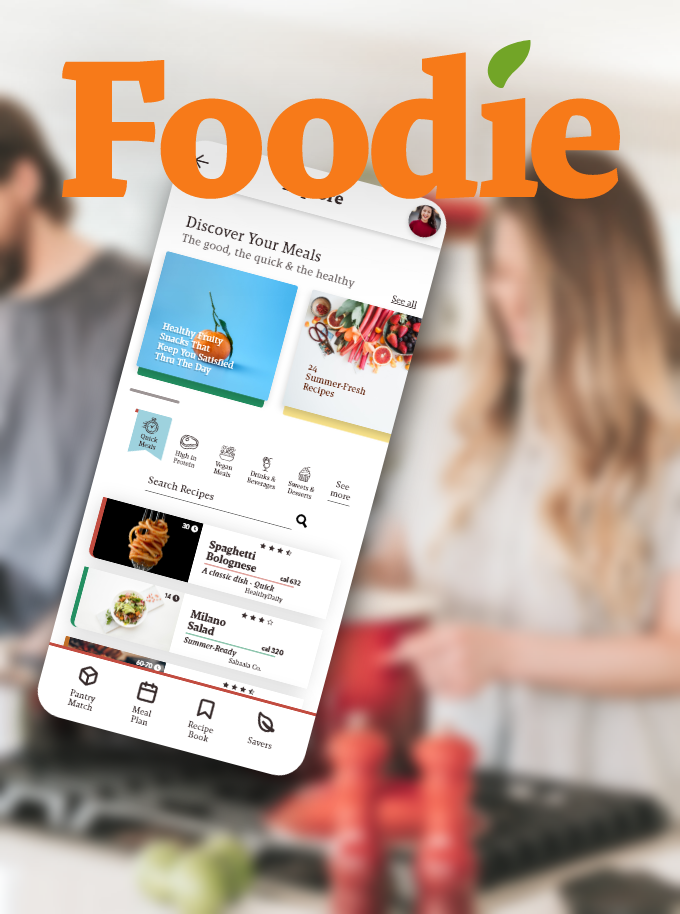 Foodie
Discover Your Meals
The good, the quick & the healthy
See all
Healthy Fruity
Snacks That
Keep You Satisfied
Thru The Day
24
Summer-Fresh
Recipes
Quick
Meals
High in
Protein
Vegan
Meals
Drinks &
Beverages
Sweets &
Desserts
See
more
Search Recipes
30
Spaghetti
Bolognese
cal 632
A classic dish - Quick
HealthyDaily
14
Milano
Salad
cal 320
Summer-Ready
Sabaala Co.
60-70
Pantry
Match
Meal
Plan
Recipe
Book
Savers